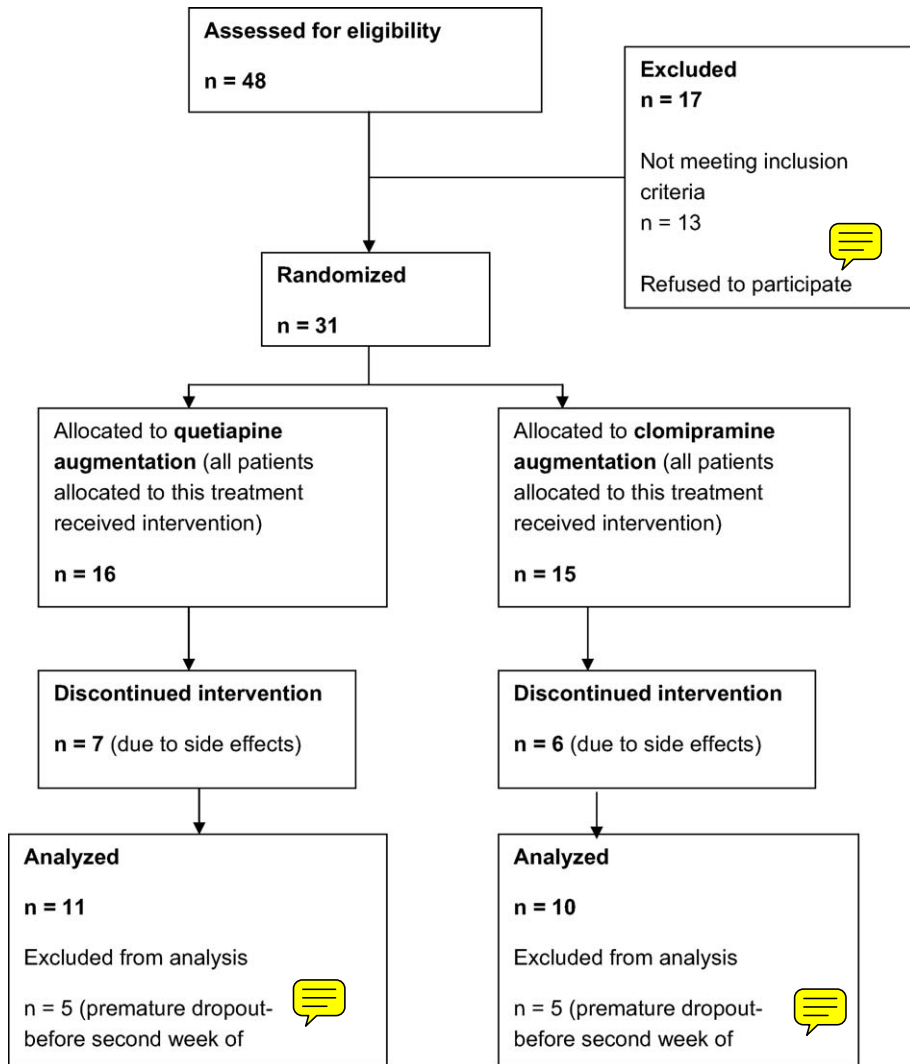 Assessed for eligibility
n = 48
Excluded
n = 17
Not meeting inclusion
criteria
n = 13
Refused to participate
Randomized
n = 31
Allocated to quetiapine
augmentation (all patients
allocated to this treatment
received intervention)
n = 16
Allocated to clomipramine
augmentation (all patients
allocated to this treatment
received intervention)
n = 15
Discontinued intervention
n = 7 (due to side effects)
Discontinued intervention
n = 6 (due to side effects)
Analyzed
n = 11
Excluded from analysis
n = 5 (premature dropout-
before second week of
Analyzed
n = 10
Excluded from analysis
n = 5 (premature dropout-
before second week of